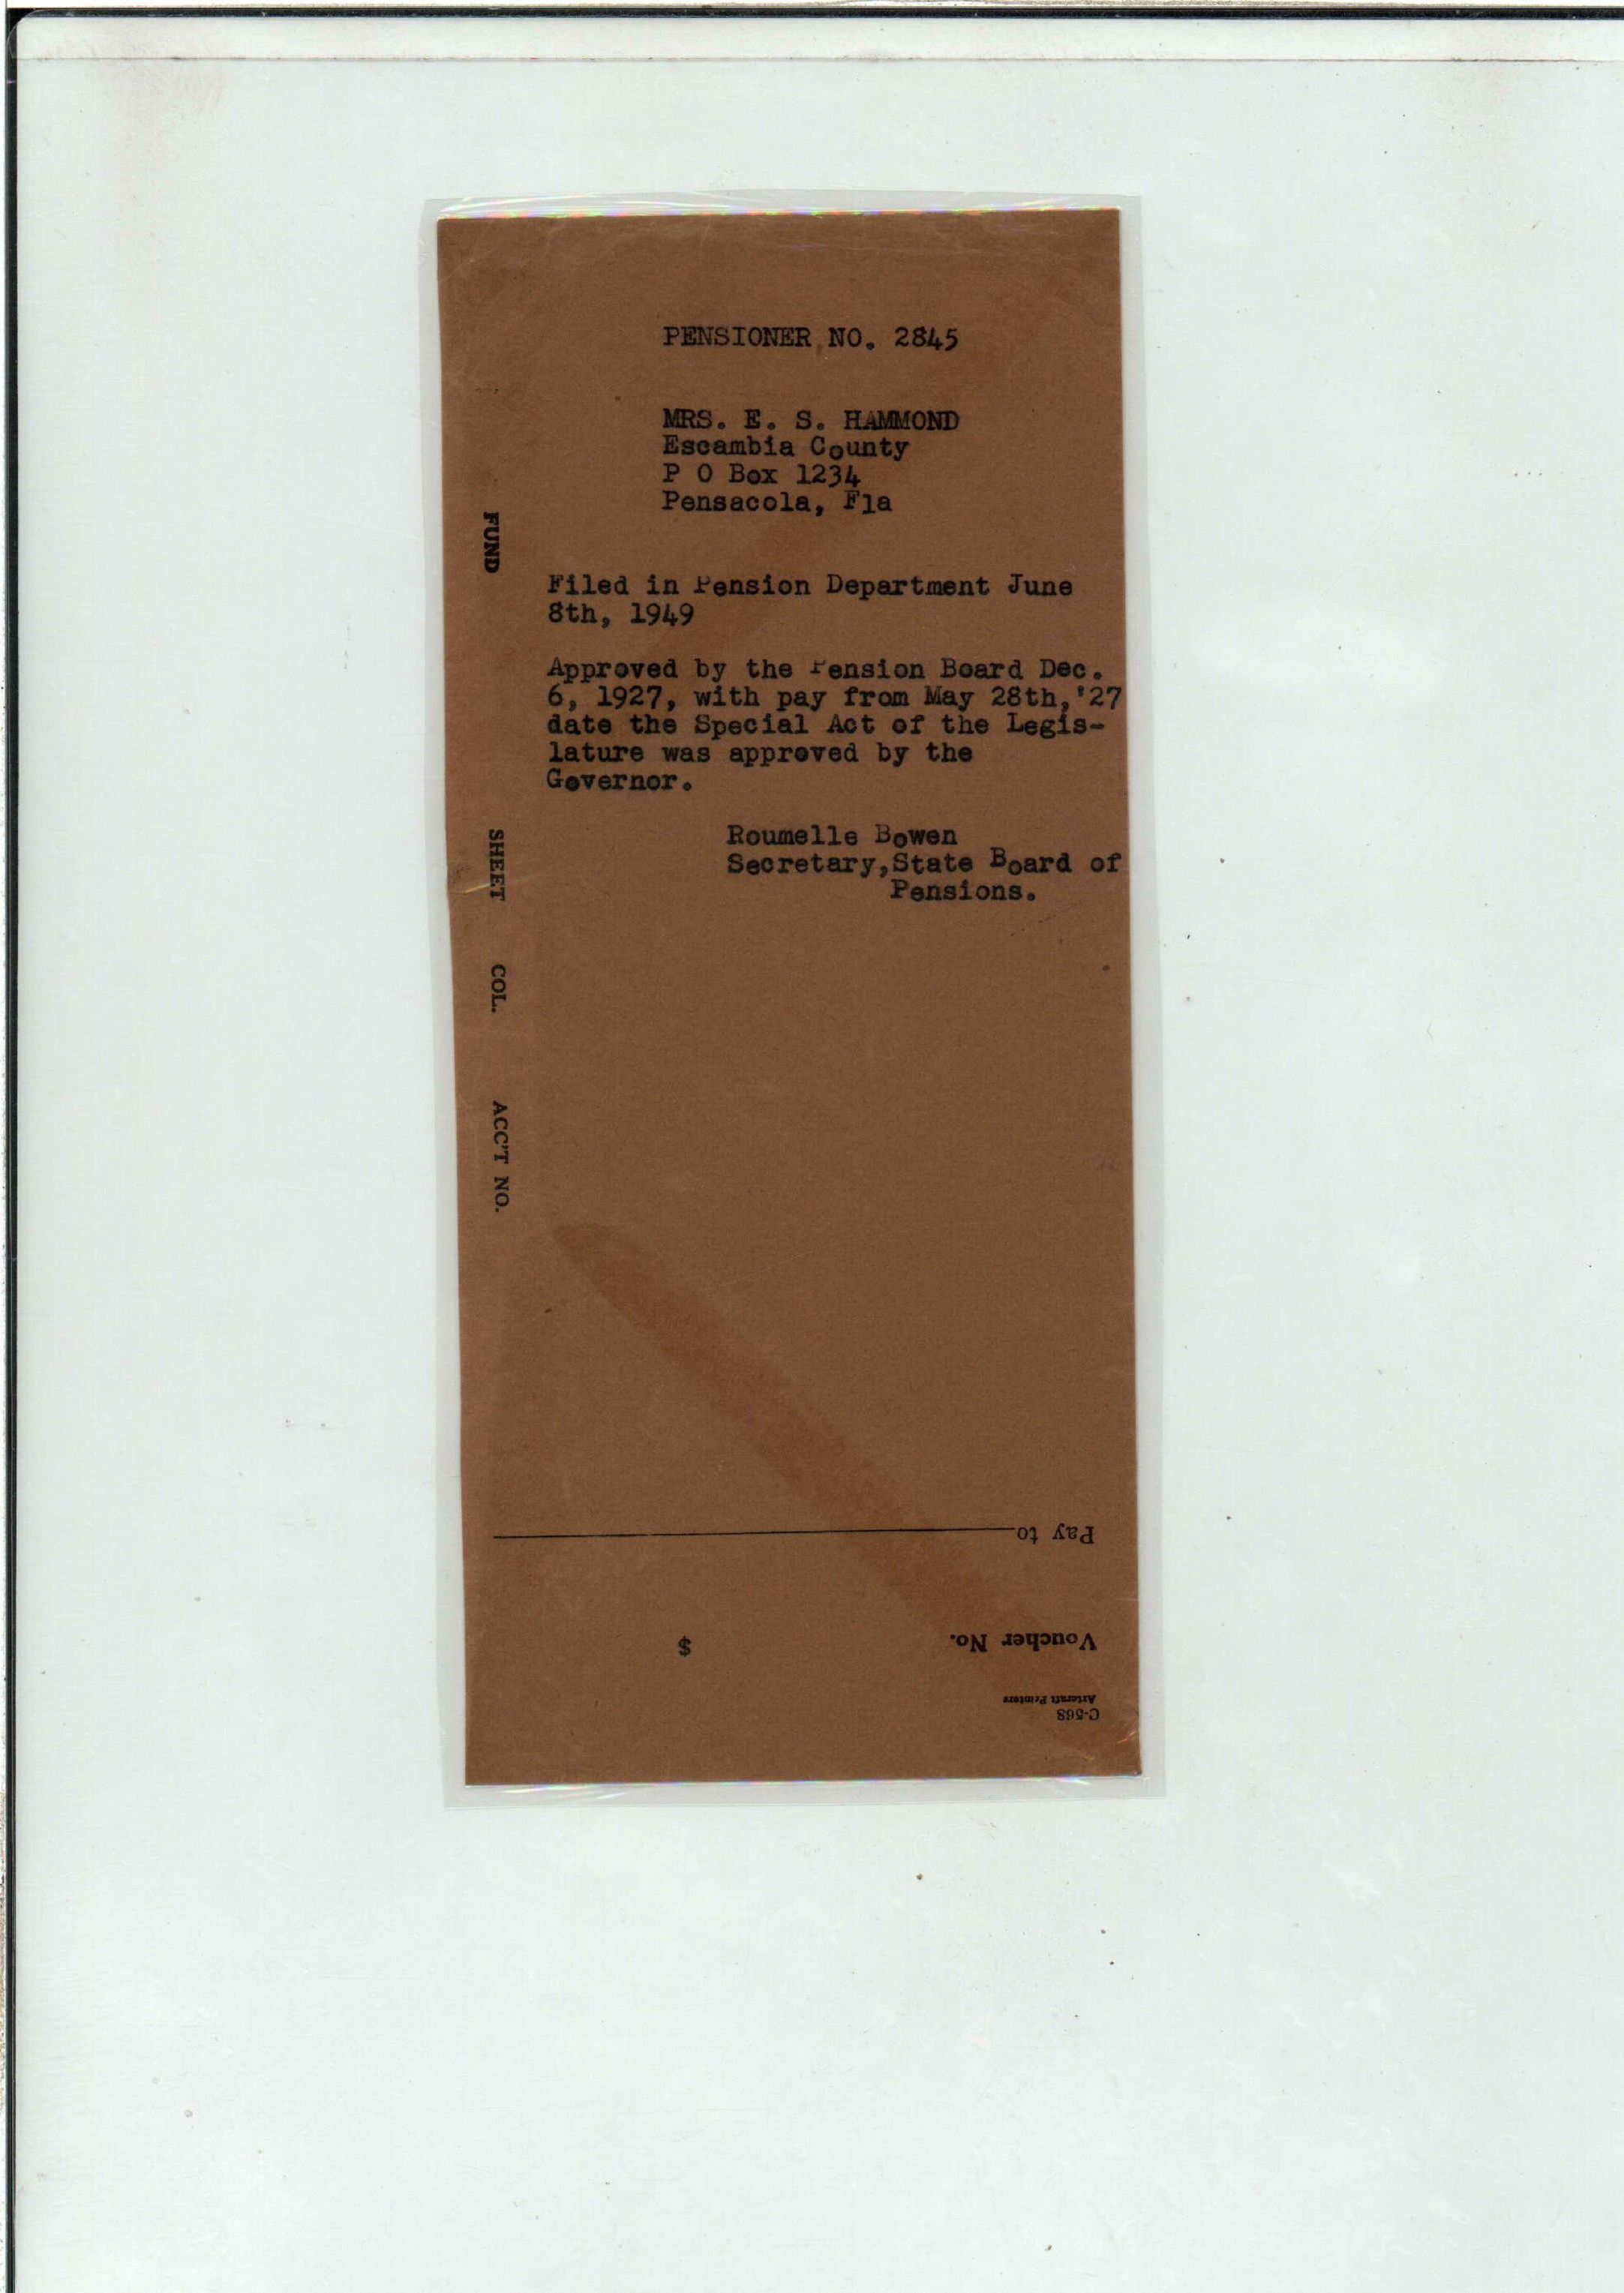 PENSIONER NO. 2845
MRS. E. S. HAMMOND
Escambia County
P O Box 1234
Pensacola, Fla
Filed in Pension Department June
8th, 1949
Approved by the Pension Board Dec.
6, 1927, with pay from May 28th,'27
date the Special Act of the Legis-
lature was approved by the
Governor.
Roumelle Bowen
Secretary,State Board of
Pensions.
FUND
SHEET
COL.
ACC'T NO.
C-568
Artcraft Printers
Voucher No. $
Pay to